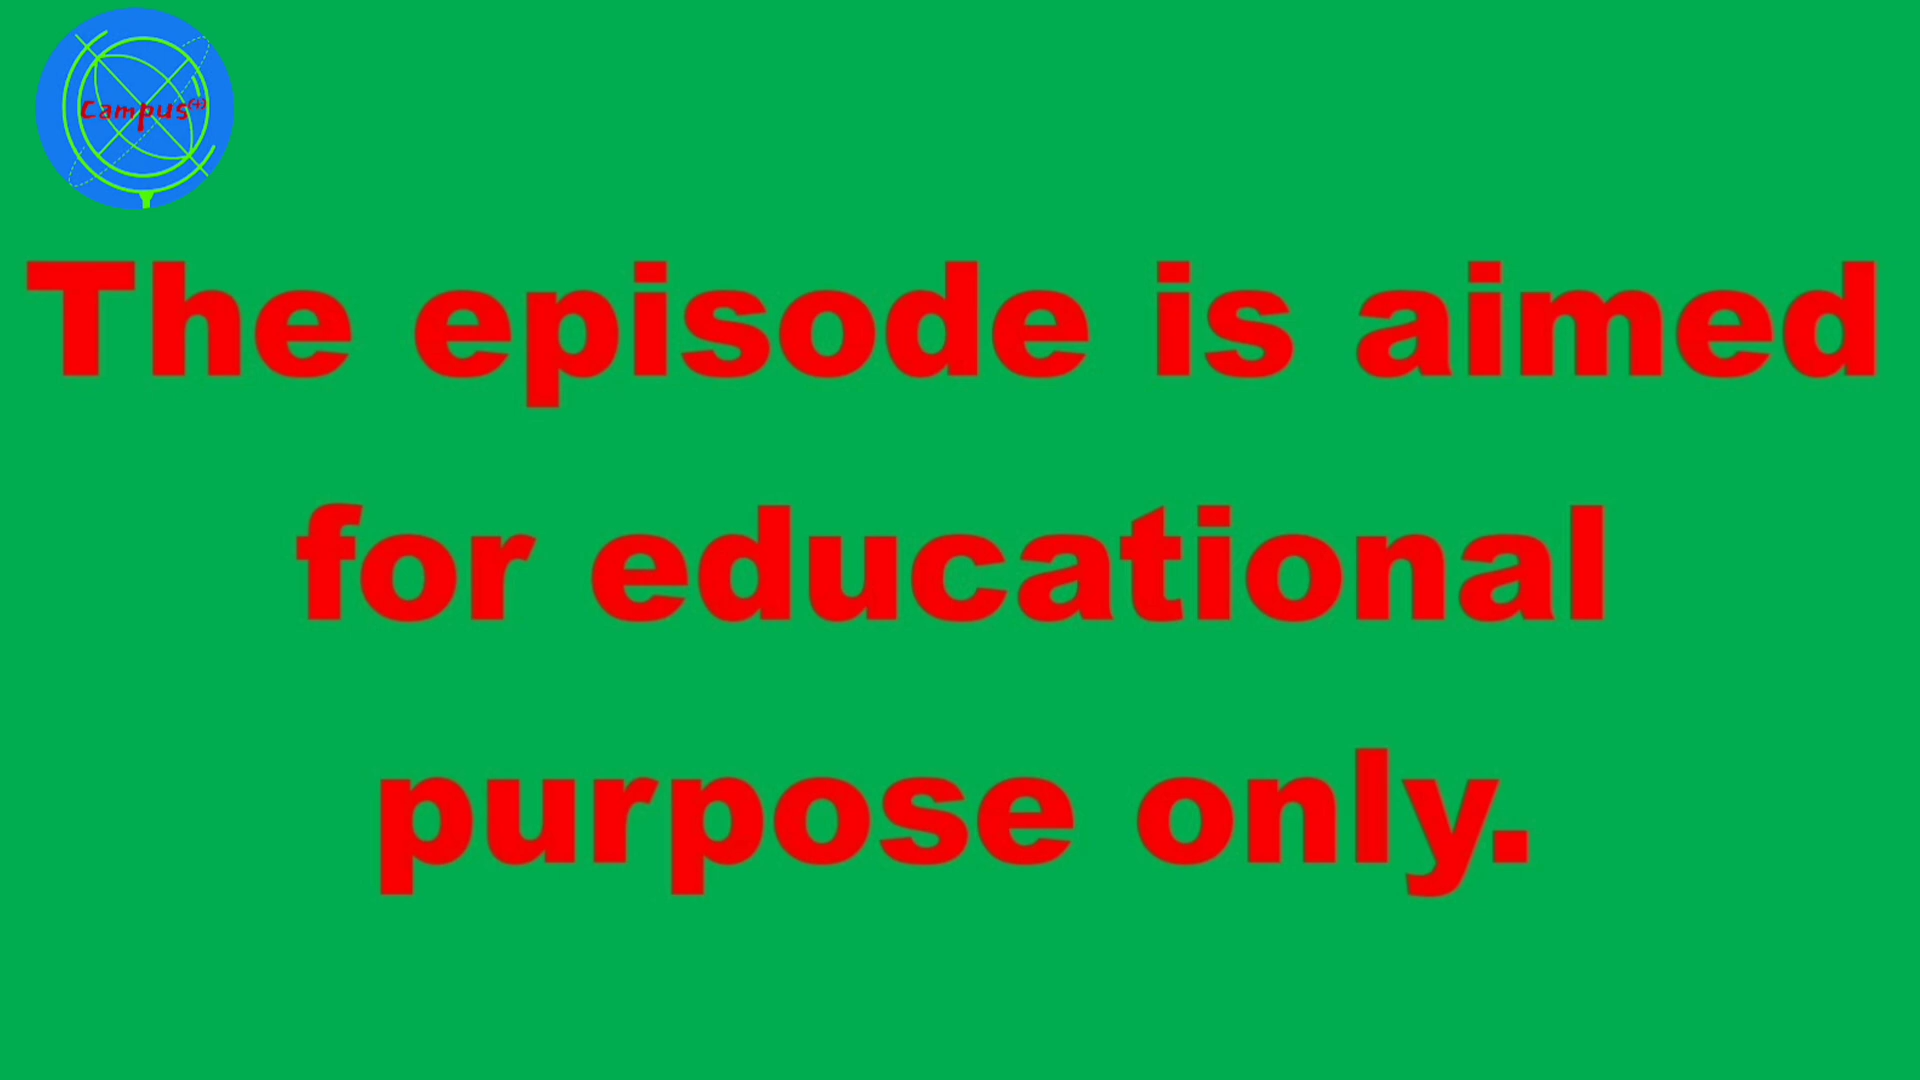 Campus(+)
The episode is aimed
for educational
purpose only.